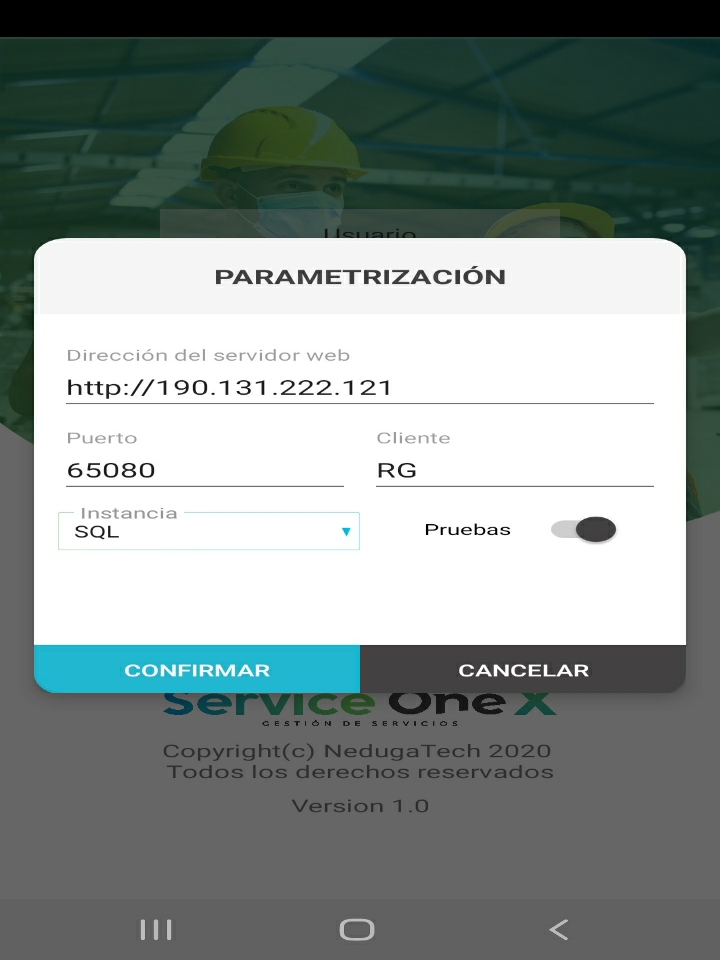 Usuario
PARAMETRIZACIÓN
Dirección del servidor web
http://190.131.222.121
Puerto
Cliente
65080
RG
Instancia
SQL
Pruebas
CONFIRMAR
CANCELAR
Service One X
GESTIÓN DE SERVICIOS
Copyright(c) NedugaTech 2020
Todos los derechos reservados
Version 1.0